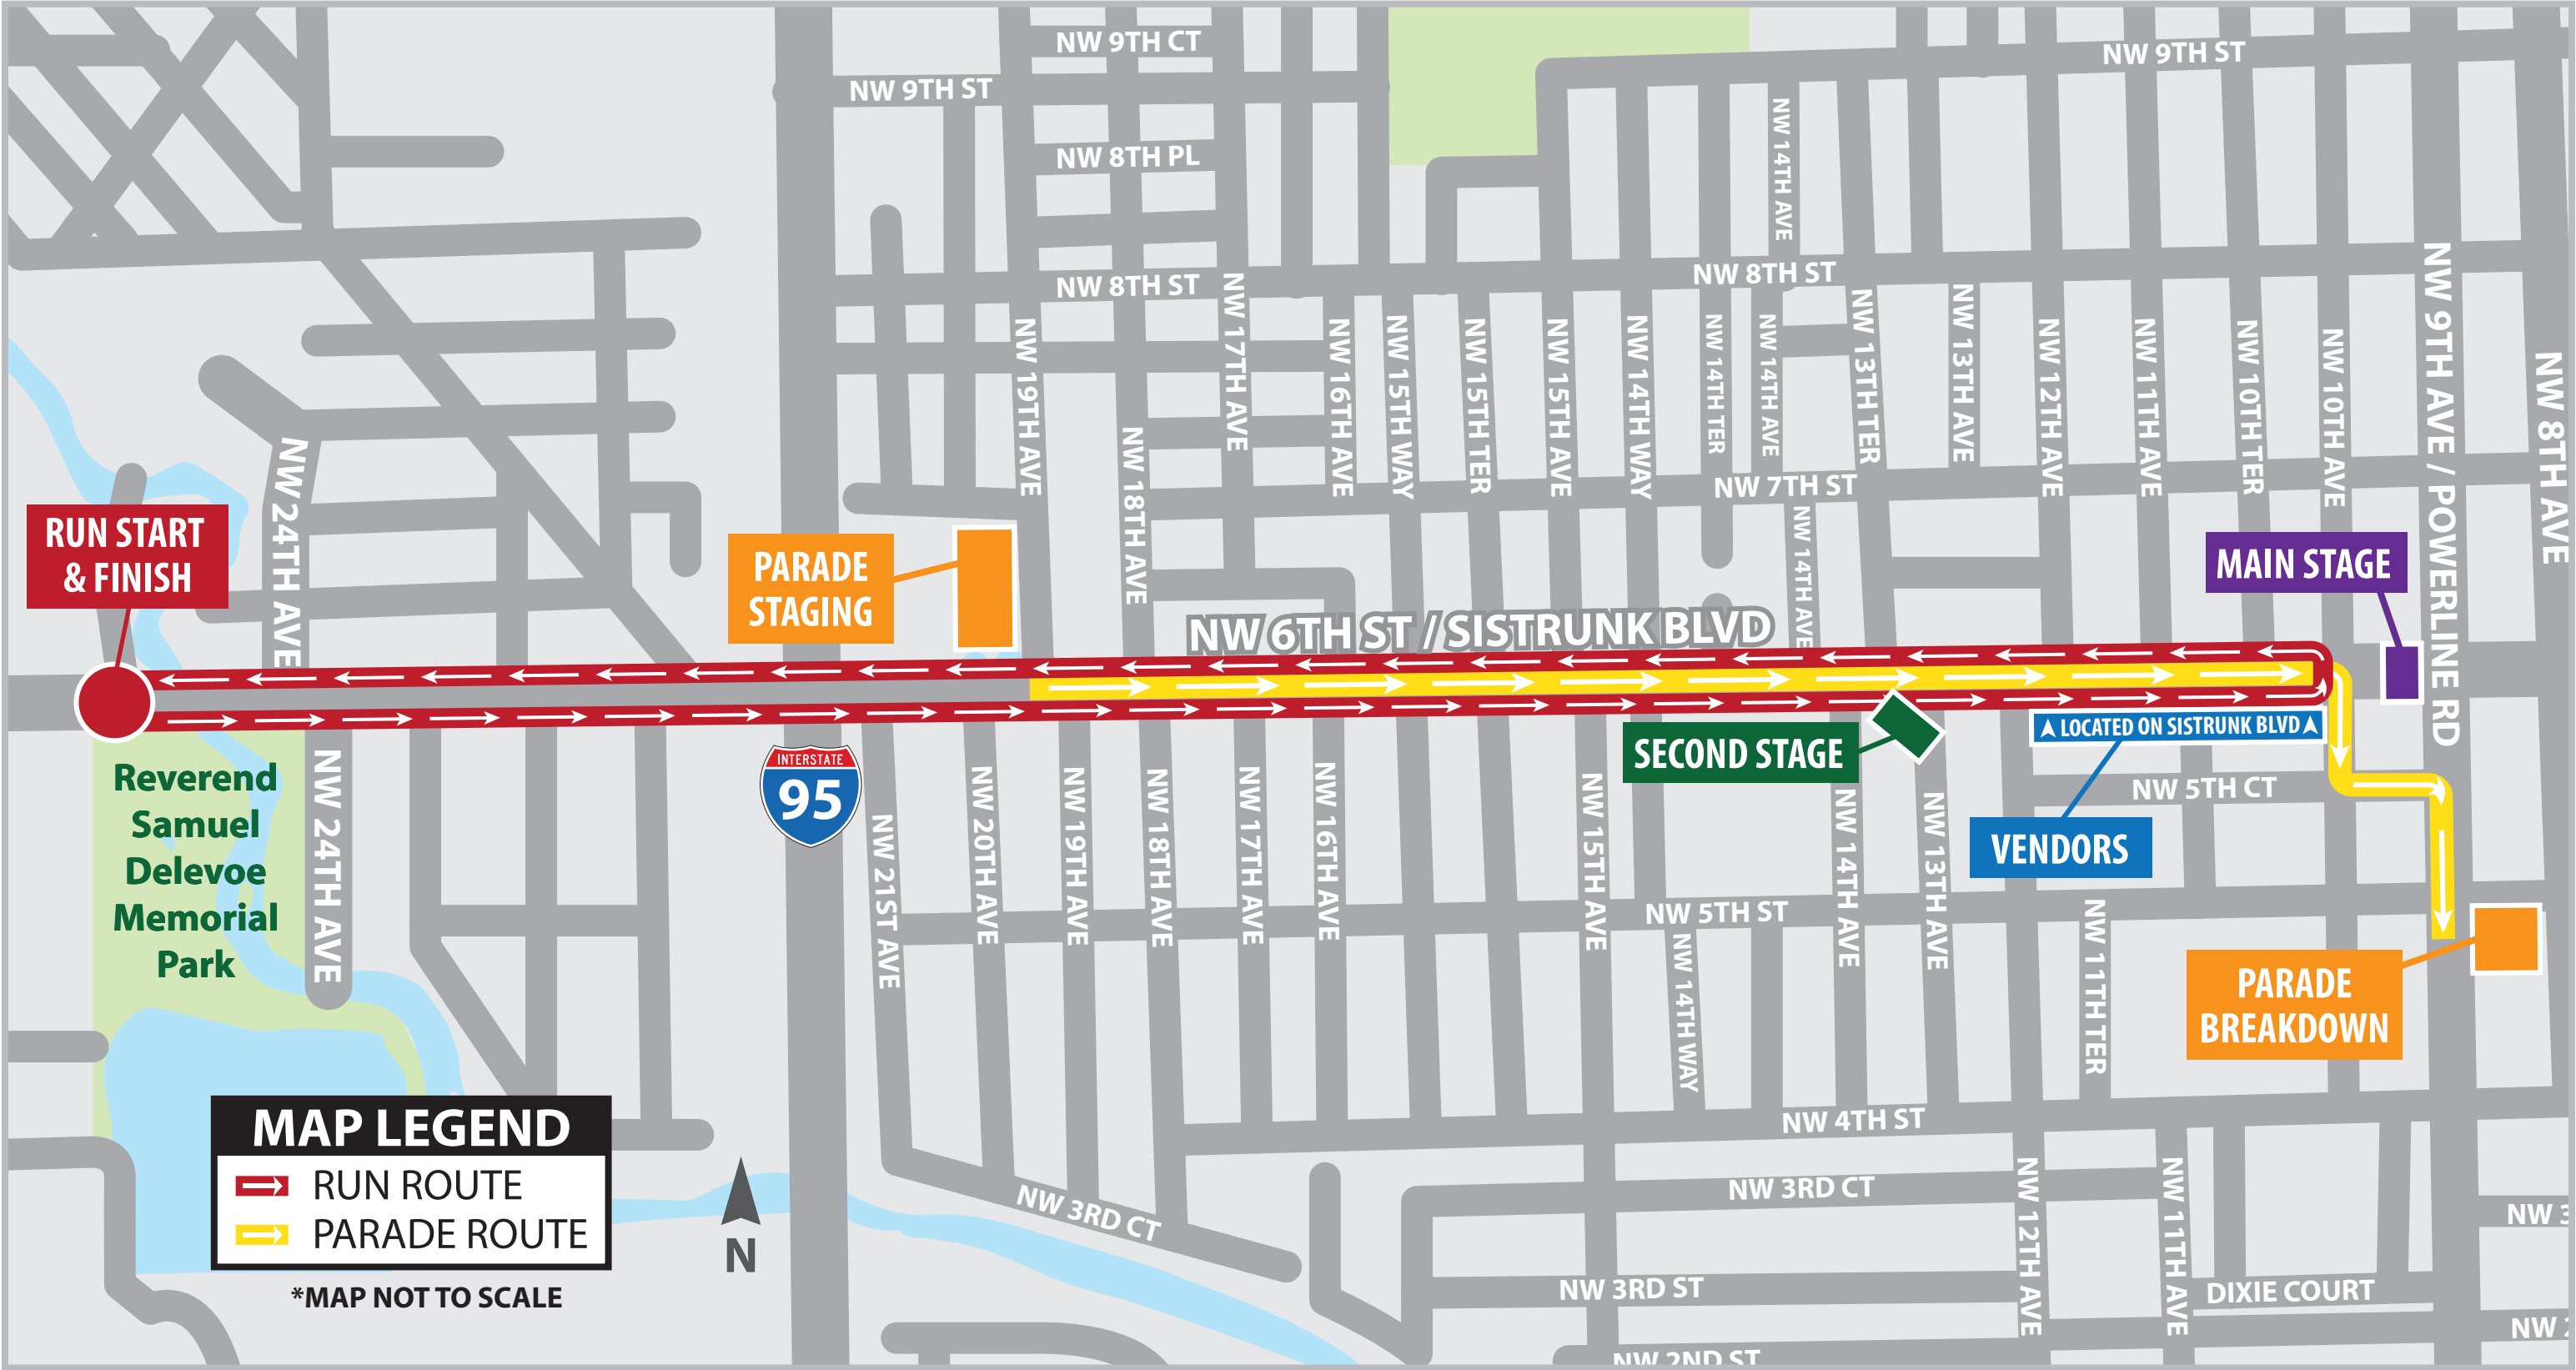 NW 9TH CT
NW 9TH ST
NW 9TH ST
NW 8TH PL
NW 14TH AVE
NW 8TH ST
NW 8TH ST
NW 19TH AVE
NW 18TH AVE
NW 17TH AVE
NW 16TH AVE
NW 15TH WAY
NW 15TH TER
NW 15TH AVE
NW 14TH WAY
NW 14TH TER
NW 14TH AVE
NW 13TH TER
NW 13TH AVE
NW 12TH AVE
NW 11TH AVE
NW 10TH TER
NW 10TH AVE
NW 9TH AVE / POWERLINE RD
NW 8TH AVE
NW 7TH ST
NW 14TH AVE
NW 24TH AVE
RUN START
& FINISH
PARADE
STAGING
MAIN STAGE
NW 6TH ST / SISTRUNK BLVD
LOCATED ON SISTRUNK BLVD
SECOND STAGE
VENDORS
NW 5TH CT
INTERSTATE
95
Reverend
Samuel
Delevoe
Memorial
Park
NW 24TH AVE
NW 21ST AVE
NW 20TH AVE
NW 19TH AVE
NW 18TH AVE
NW 17TH AVE
NW 16TH AVE
NW 15TH AVE
NW 14TH AVE
NW 13TH AVE
NW 5TH ST
NW 14TH WAY
NW 11TH TER
PARADE
BREAKDOWN
NW 4TH ST
MAP LEGEND
RUN ROUTE
PARADE ROUTE
*MAP NOT TO SCALE
N
NW 3RD CT
NW 3RD CT
NW 12TH AVE
NW 11TH AVE
NW 3RD ST
DIXIE COURT
NW 2ND ST
NW 3
NW 2